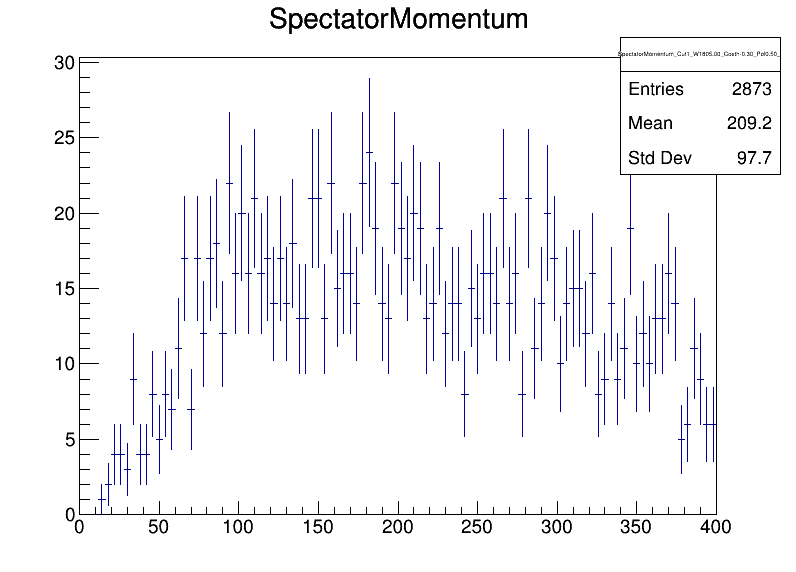 SpectatorMomentum
SpectatorMomentum_Cut1_W1805.00_Costh-0.30_Pol0.50_
Entries 2873
Mean 209.2
Std Dev 97.7
30
25
20
15
10
5
0
0 50 100 150 200 250 300 350 400